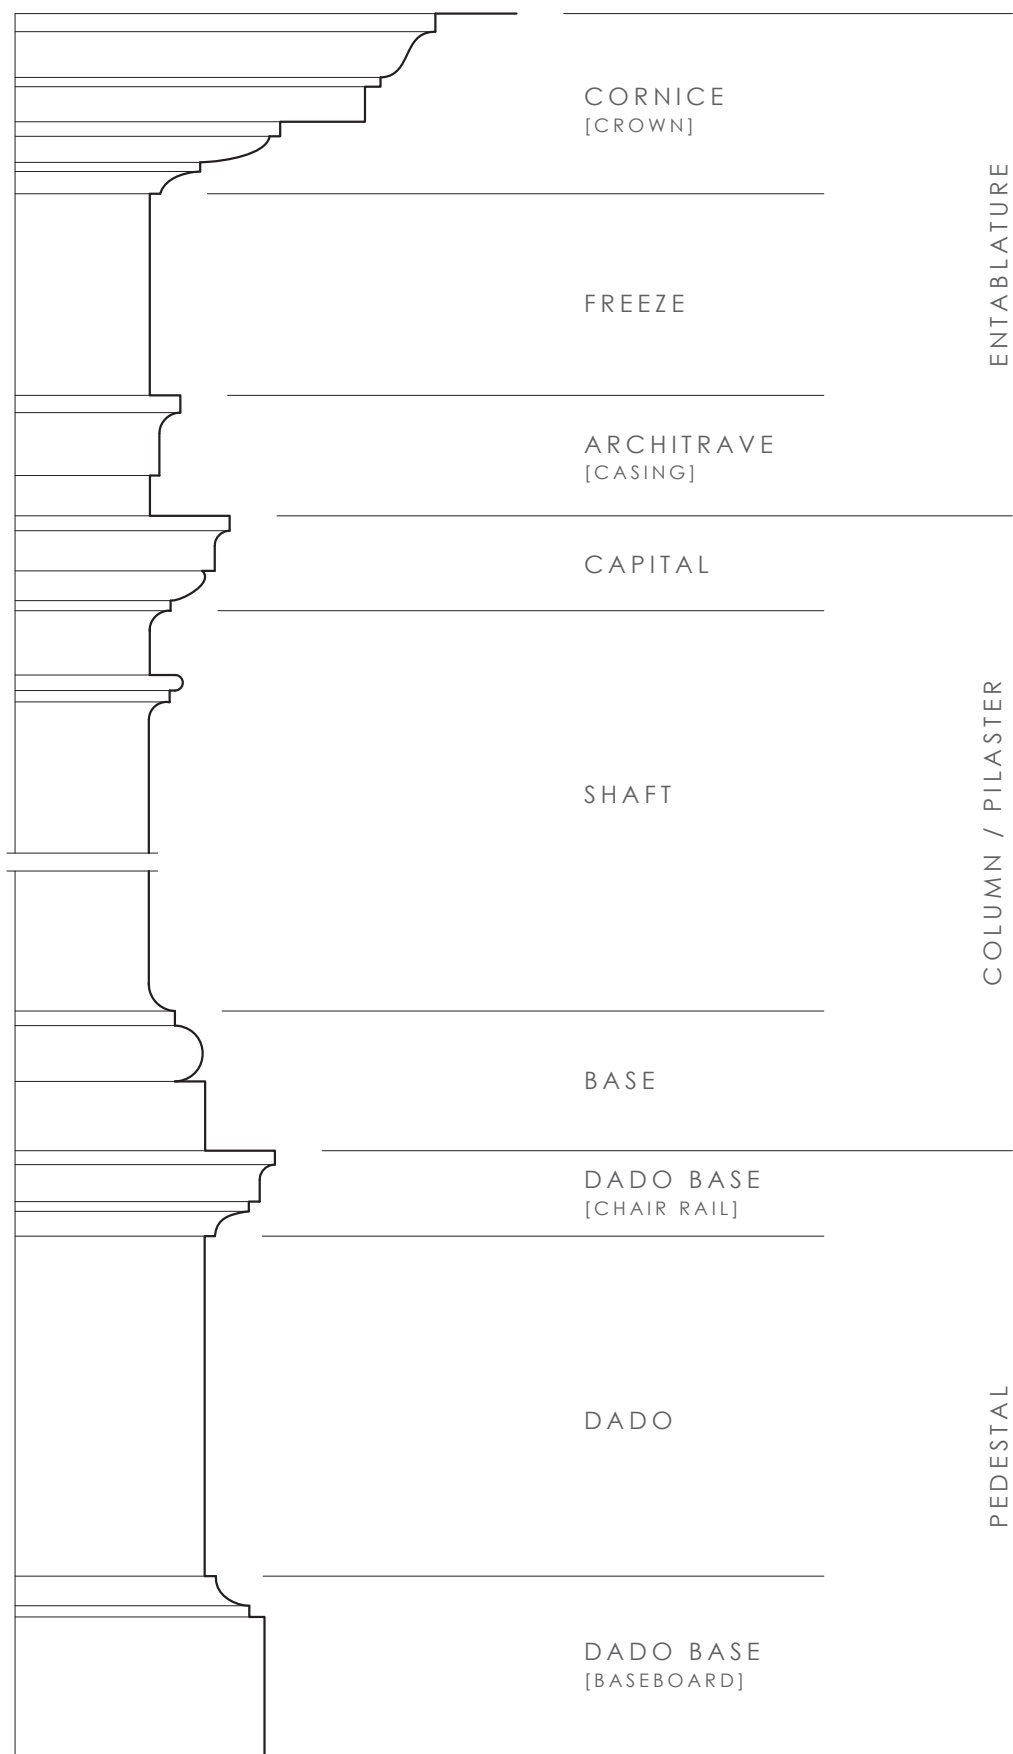 CORNICE
[CROWN]
FREEZE
ARCHITRAVE
[CASING]
ENTABLATURE
CAPITAL
SHAFT
BASE
COLUMN / PILASTER
DADO BASE
[CHAIR RAIL]
DADO
DADO BASE
[BASEBOARD]
PEDESTAL